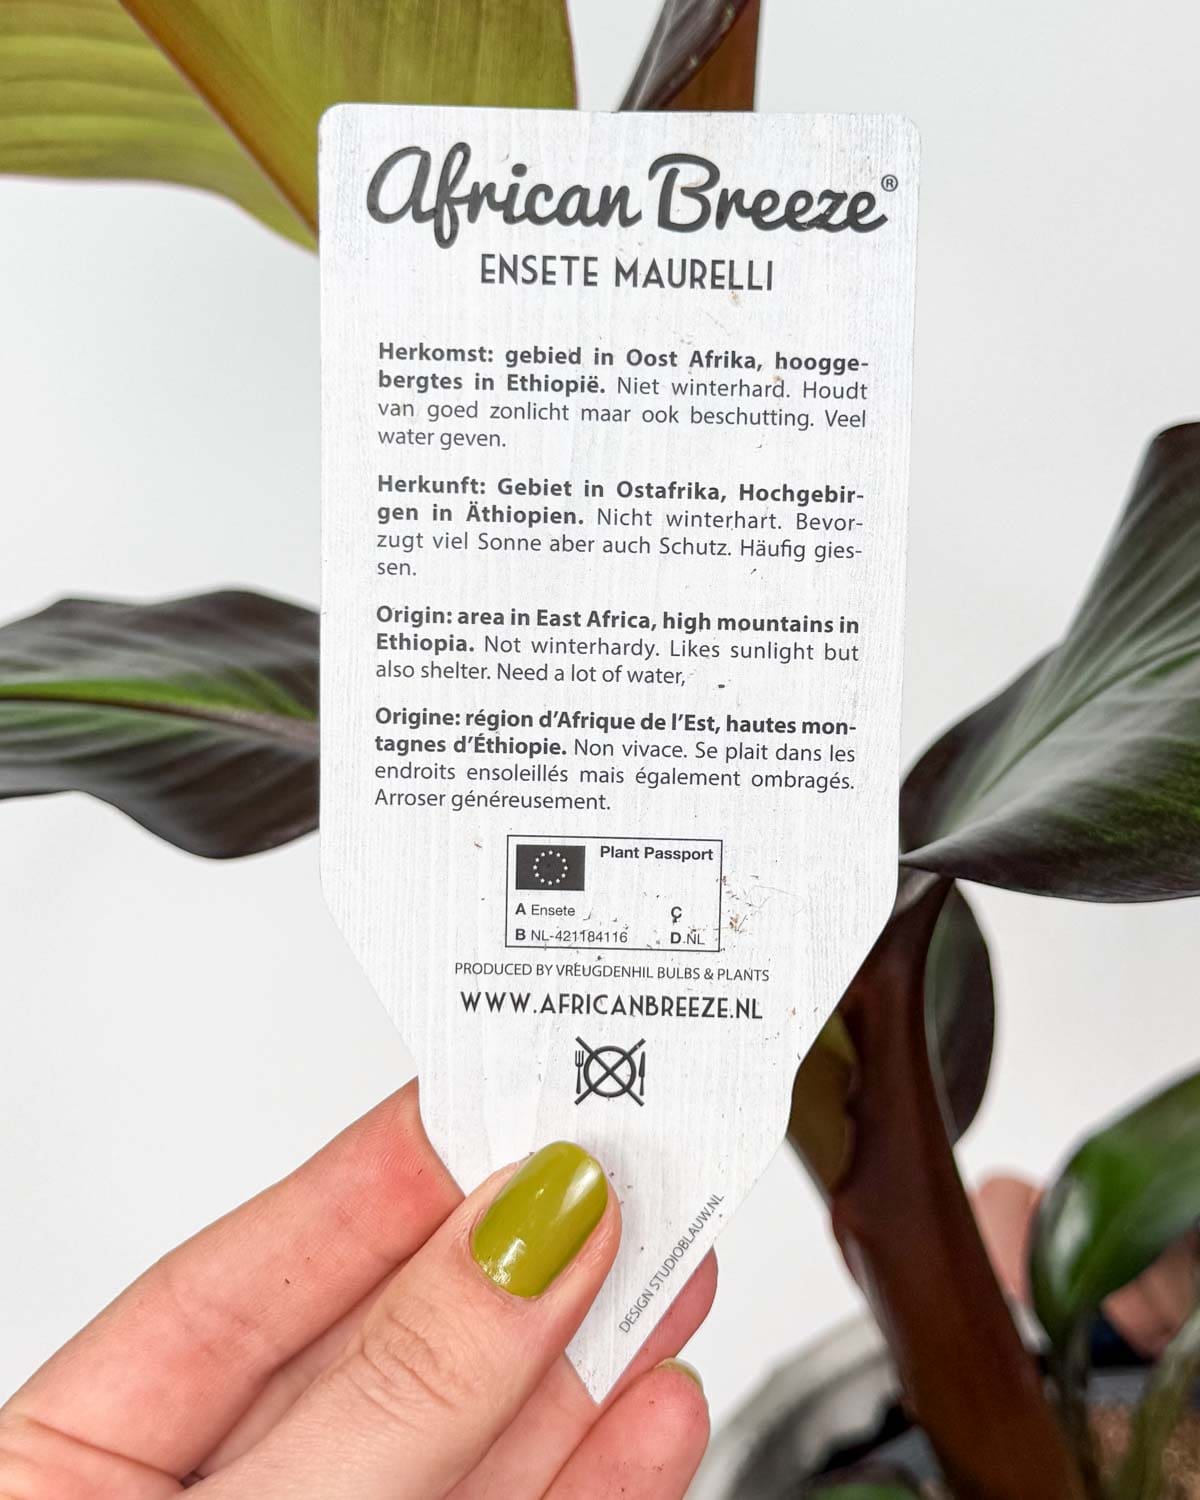 African Breeze®
ENSETE MAURELLI
Herkomst: gebied in Oost Afrika, hoogge-
bergtes in Ethiopië. Niet winterhard. Houdt
van goed zonlicht maar ook beschutting. Veel
water geven.
Herkunft: Gebiet in Ostafrika, Hochgebir-
gen in Äthiopien. Nicht winterhart. Bevor-
zugt viel Sonne aber auch Schutz. Häufig gies-
sen.
Origin: area in East Africa, high mountains in
Ethiopia. Not winterhardy. Likes sunlight but
also shelter. Need a lot of water,
Origine: région d'Afrique de l'Est, hautes mon-
tagnes d'Éthiopie. Non vivace. Se plait dans les
endroits ensoleillés mais également ombragés.
Arroser généreusement.
Plant Passport
A Ensete C
B NL-421184116 D NL
PRODUCED BY VREUGDENHIL BULBS & PLANTS
WWW.AFRICANBREEZE.NL
DESIGN STUDIOBLAUW.NL